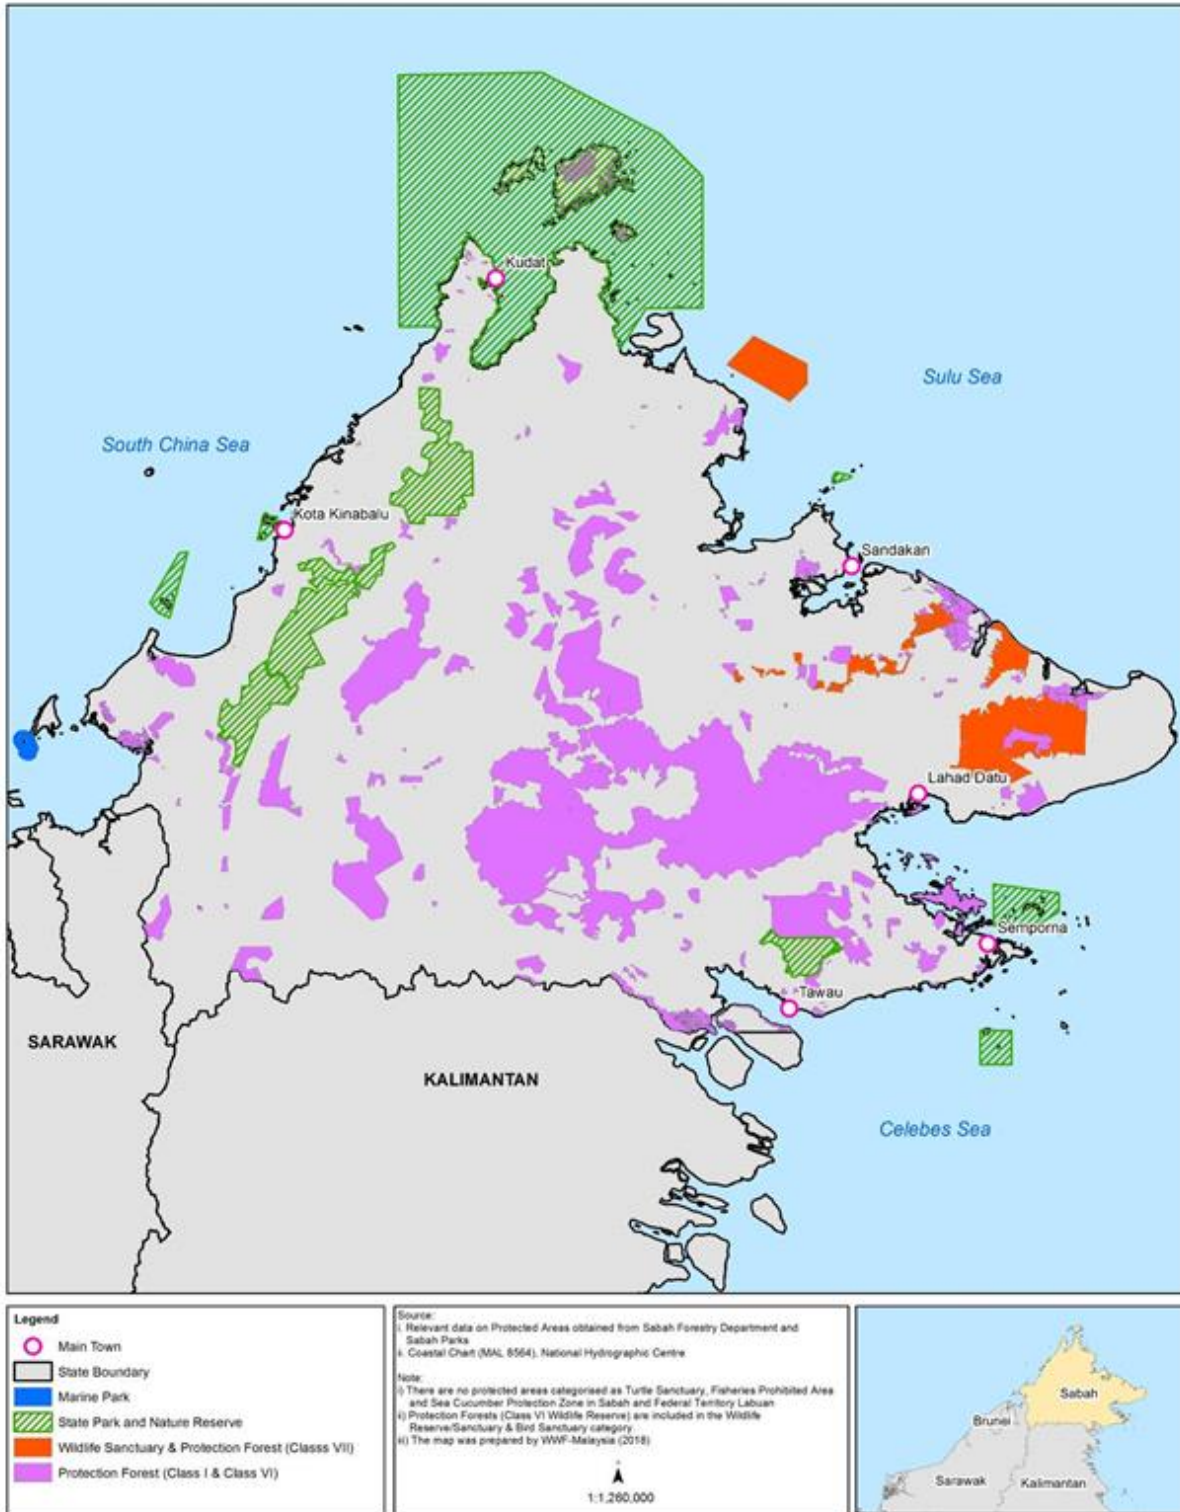 Kudat
Sulu Sea
South China Sea
Kota Kinabalu
Sandakan
Lahad Datu
Semporna
Tawau
SARAWAK
KALIMANTAN
Celebes Sea
Legend
Main Town
State Boundary
Marine Park
State Park and Nature Reserve
Wildlife Sanctuary & Protection Forest (Classs VII)
Protection Forest (Class I & Class VI)
Source:
i. Relevant data on Protected Areas obtained from Sabah Forestry Department and
Sabah Parks
ii. Coastal Chart (MAL 8564), National Hydrographic Centre
Note:
i) There are no protected areas categorised as Turtle Sanctuary, Fisheries Prohibited Area
and Sea Cucumber Protection Zone in Sabah and Federal Territory Labuan
ii) Protection Forests (Class VI Wildlife Reserve) are included in the Wildlife
Reserve/Sanctuary & Bird Sanctuary category
iii) The map was prepared by WWF-Malaysia (2018)
1:1,260,000
Sabah
Brunei
Sarawak
Kalimantan